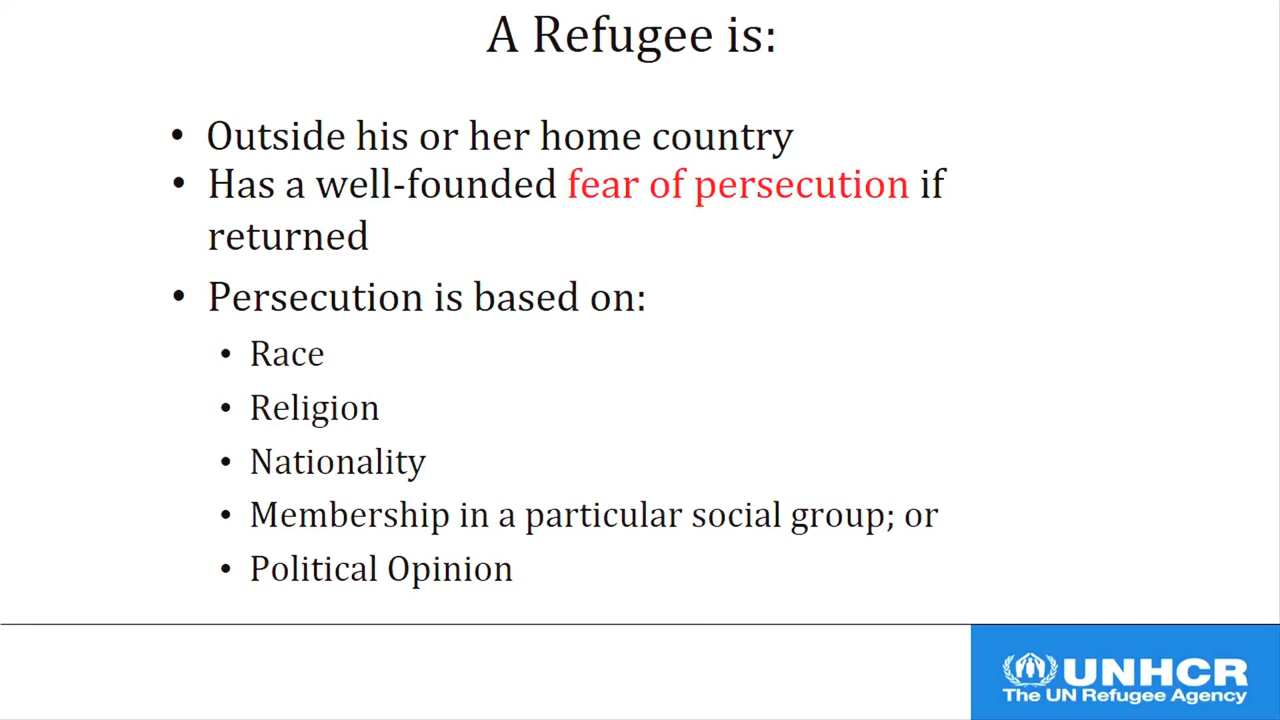 A Refugee is:
• Outside his or her home country
• Has a well-founded fear of persecution if
returned
• Persecution is based on:
• Race
• Religion
• Nationality
• Membership in a particular social group; or
• Political Opinion
UNHCR
The UN Refugee Agency